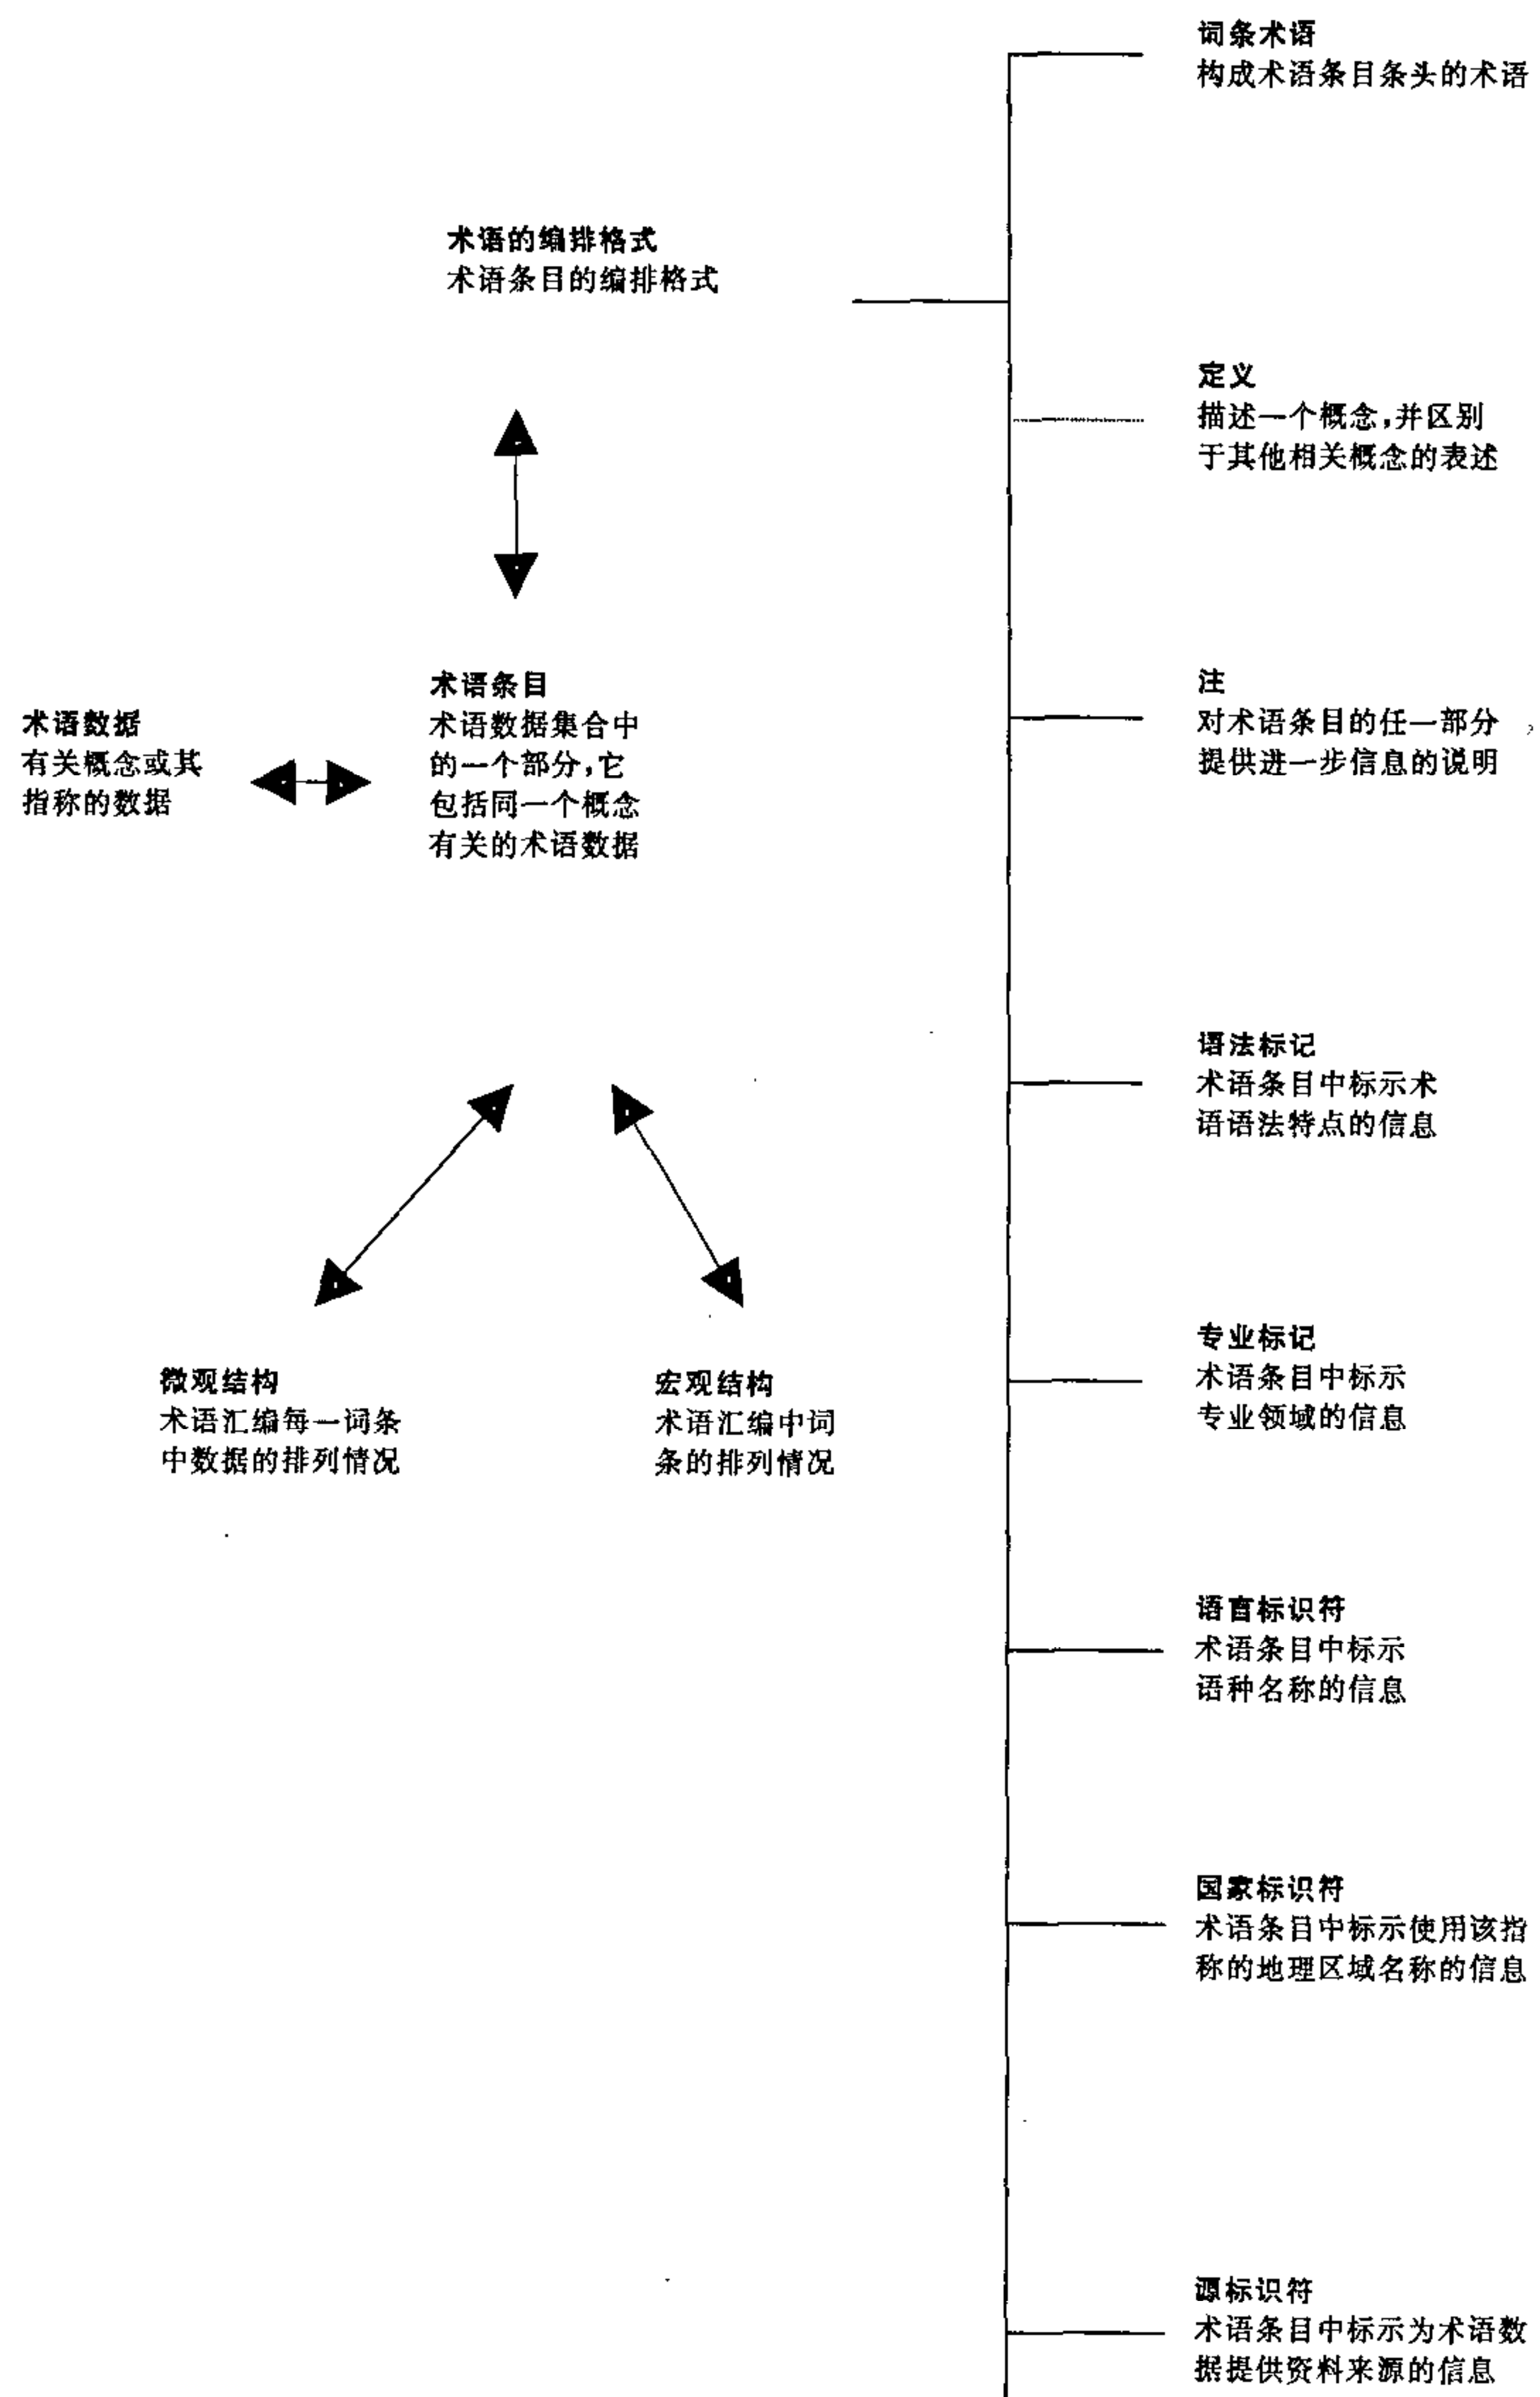 词条术语
构成术语条目条头的术语
术语的编排格式
术语条目的编排格式
定义
描述一个概念,并区别
于其他相关概念的表述
注
对术语条目的任一部分
提供进一步信息的说明
术语数据
有关概念或其
指称的数据
术语条目
术语数据集合中
的一个部分,它
包括同一个概念
有关的术语数据
语法标记
术语条目中标示术
语语法特点的信息
专业标记
术语条目中标示
专业领域的信息
微观结构
术语汇编每一词条
中数据的排列情况
宏观结构
术语汇编中词
条的排列情况
语言标识符
术语条目中标示
语种名称的信息
国家标识符
术语条目中标示使用该指
称的地理区域名称的信息
源标识符
术语条目中标示为术语数
据提供资料来源的信息